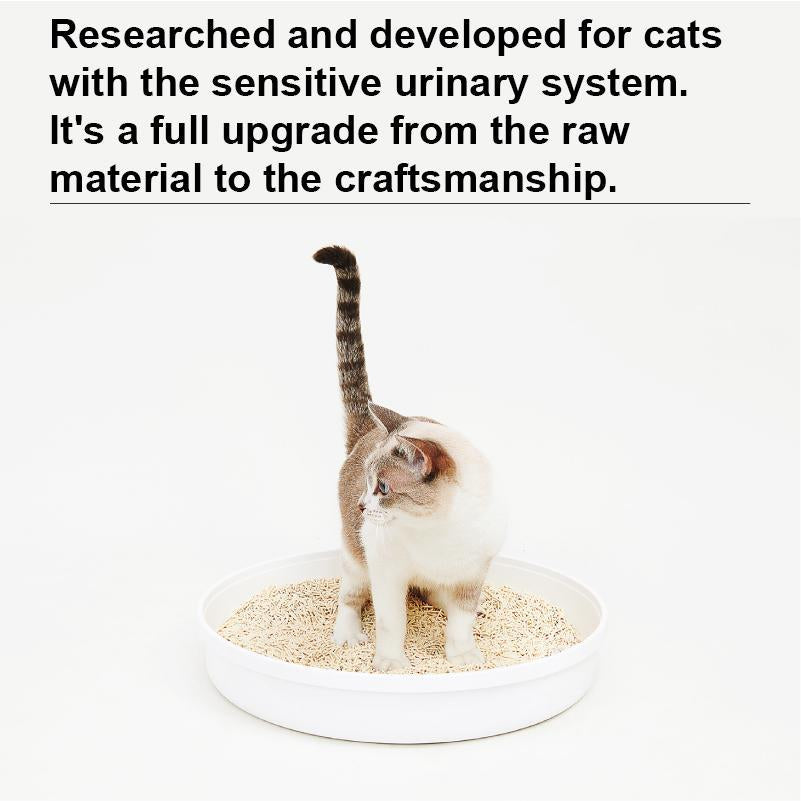 Researched and developed for cats
with the sensitive urinary system.
It's a full upgrade from the raw
material to the craftsmanship.